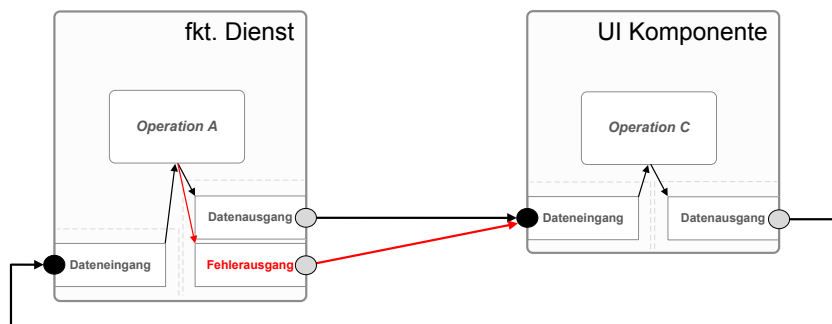 fkt. Dienst
Operation A
Datenausgang
Dateneingang
Fehlerausgang
UI Komponente
Operation C
Dateneingang
Datenausgang